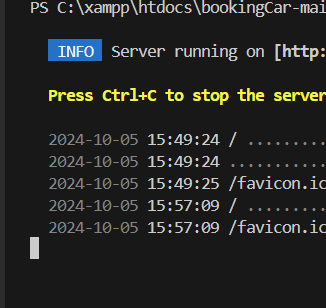 PS C:\xampp\htdocs\bookingCar-mai
INFO Server running on [http:
Press Ctrl+C to stop the server
2024-10-05 15:49:24 / .........
2024-10-05 15:49:24 ...........
2024-10-05 15:49:25 /favicon.ic
2024-10-05 15:57:09 / .........
2024-10-05 15:57:09 /favicon.ic